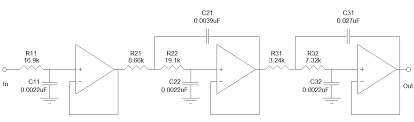 C21
0.0039uF
C31
0.027uF
R11
16.9k
R21
8.66k
R22
19.1k
R31
3.24k
R32
7.32k
In
C11
0.0022uF
C22
0.0022uF
C32
0.0022uF
Out